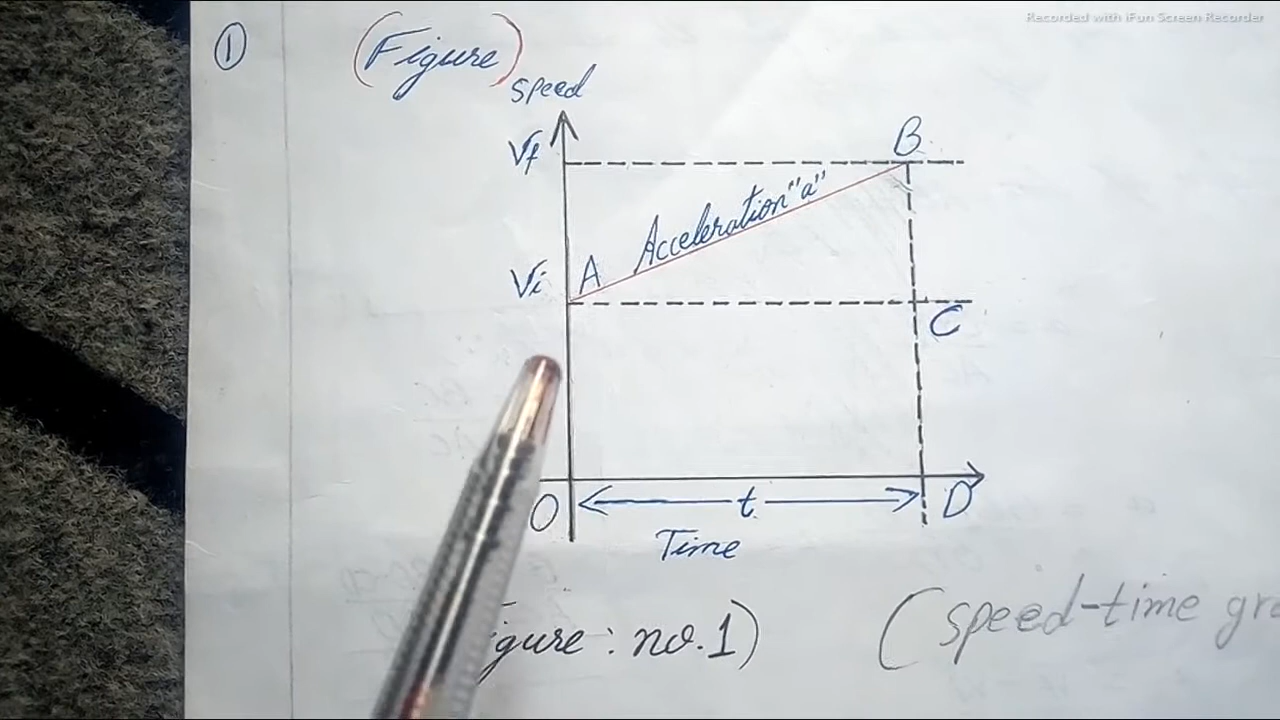 Recorded with iFun Screen Recorder
① (Figure)
speed
Vf B
Acceleration "a"
Vi A
C
O t D
Time
igure : no.1) (speed-time gra